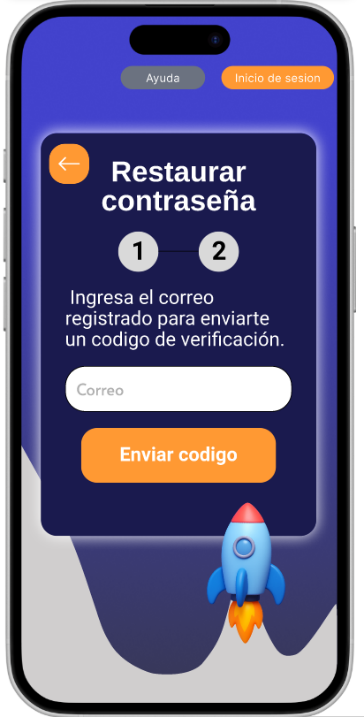 Ayuda
Inicio de sesion
Restaurar
contraseña
1
2
Ingresa el correo
registrado para enviarte
un codigo de verificación.
Correo
Enviar codigo